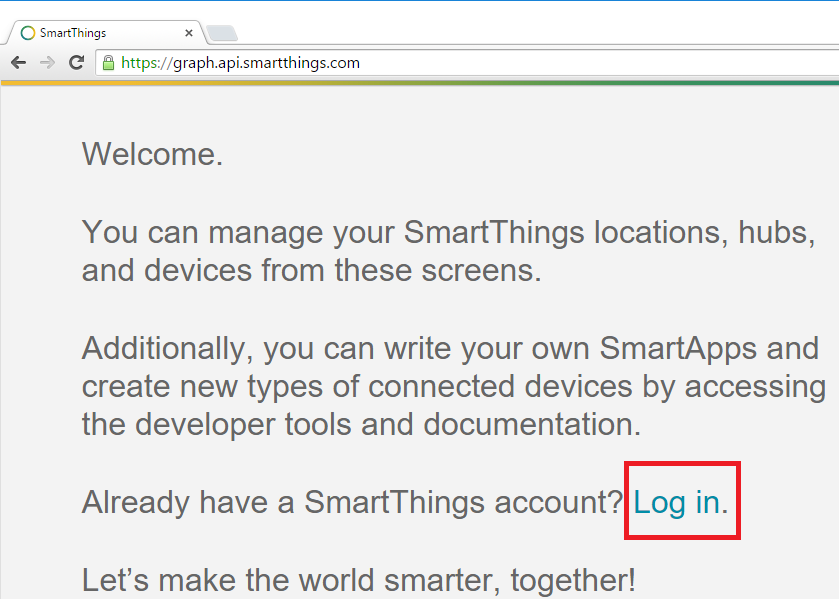 SmartThings
https://graph.api.smartthings.com
Welcome.
You can manage your SmartThings locations, hubs,
and devices from these screens.
Additionally, you can write your own SmartApps and
create new types of connected devices by accessing
the developer tools and documentation.
Already have a SmartThings account? Log in.
Let’s make the world smarter, together!